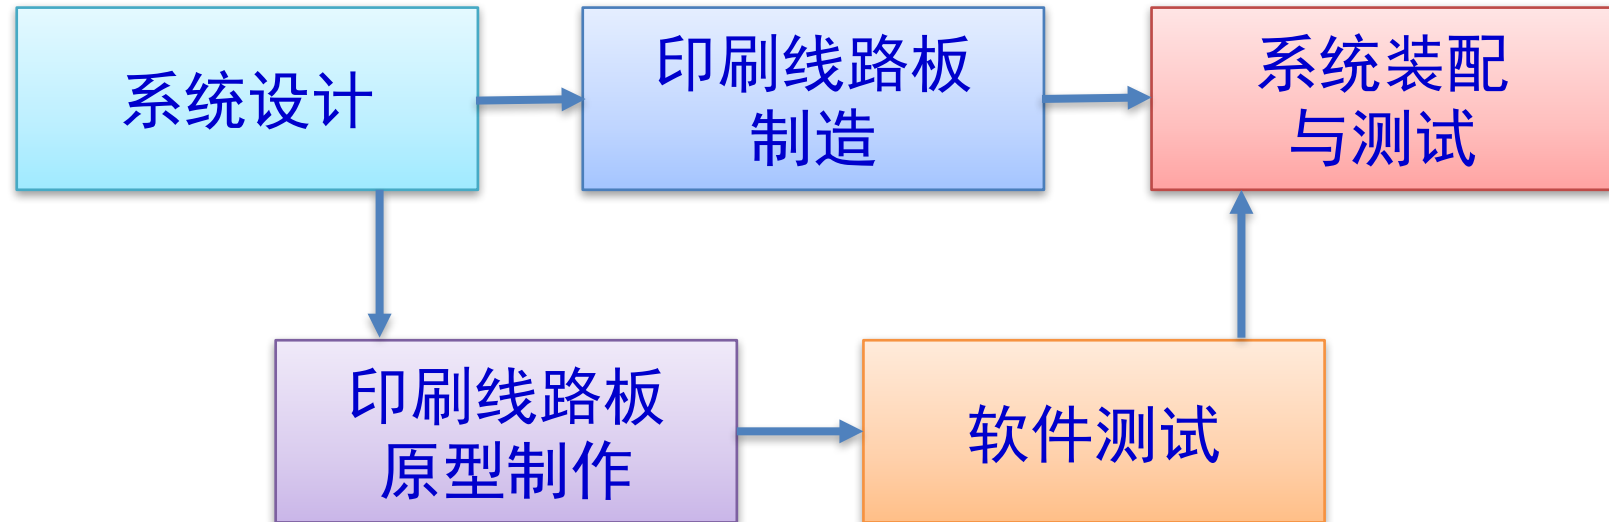 系统设计
印刷线路板
制造
系统装配
与测试
印刷线路板
原型制作
软件测试